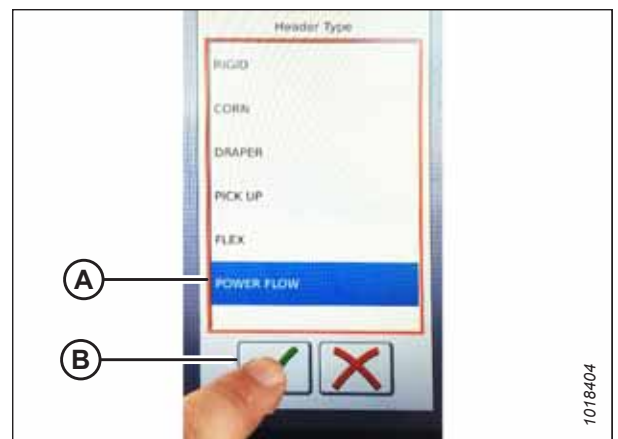 Header Type
RIGID
CORN
DRAPER
PICK UP
FLEX
POWER FLOW
A
B
1018404